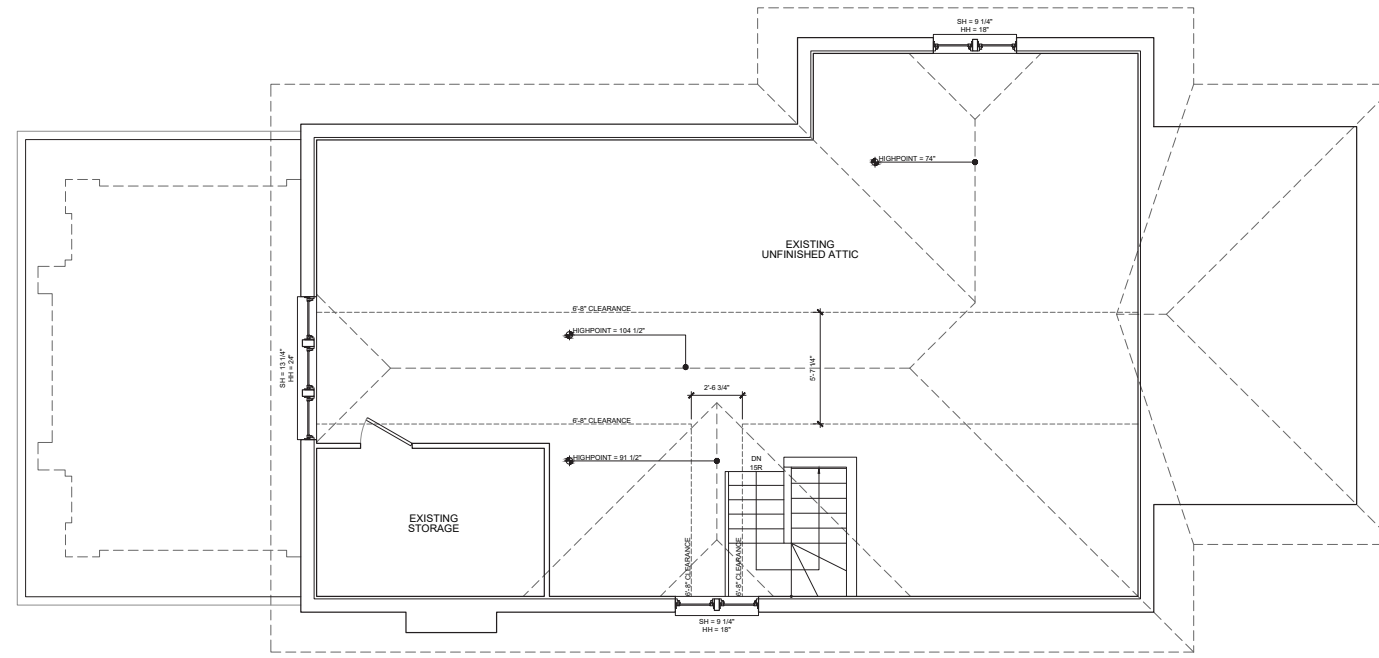 SH = 9 1/4"
HH = 18"
HIGHPOINT = 74"
EXISTING
UNFINISHED ATTIC
6'-8" CLEARANCE
HIGHPOINT = 104 1/2"
SH = 13 1/4"
HH = 24"
5'-7 1/4"
2'-6 3/4"
6'-8" CLEARANCE
HIGHPOINT = 91 1/2"
DN
15R
EXISTING
STORAGE
6'-8" CLEARANCE
6'-8" CLEARANCE
SH = 9 1/4"
HH = 18"